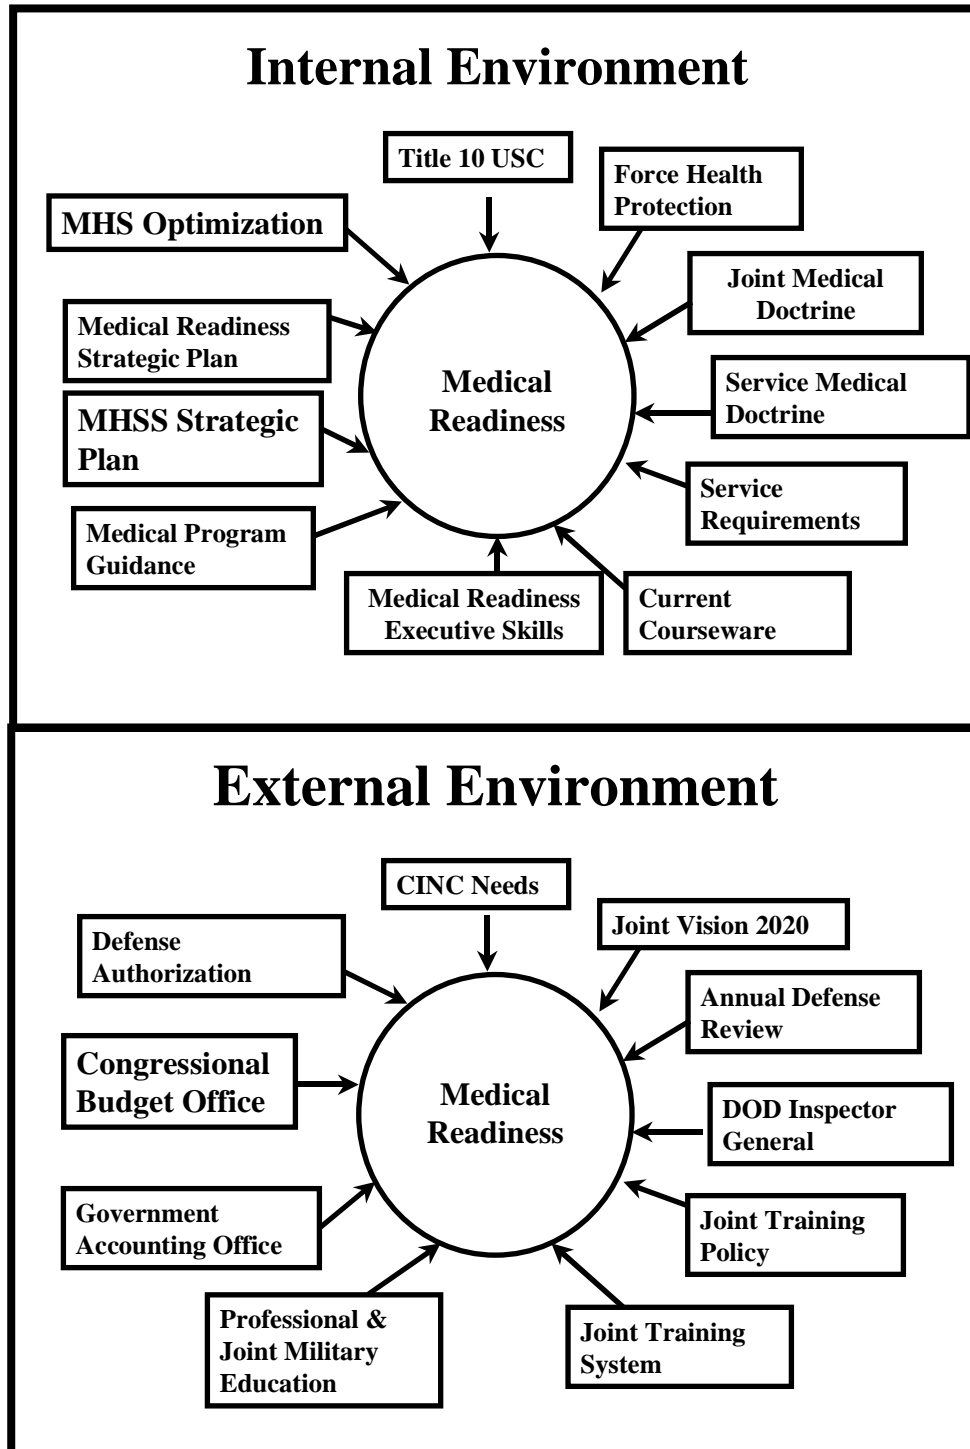 Internal Environment
Title 10 USC
Force Health
Protection
MHS Optimization
Joint Medical
Doctrine
Medical Readiness
Strategic Plan
Medical
Readiness
Service Medical
Doctrine
MHSS Strategic
Plan
Service
Requirements
Medical Program
Guidance
Medical Readiness
Executive Skills
Current
Courseware
External Environment
CINC Needs
Joint Vision 2020
Defense
Authorization
Annual Defense
Review
Congressional
Budget Office
Medical
Readiness
DOD Inspector
General
Government
Accounting Office
Joint Training
Policy
Professional &
Joint Military
Education
Joint Training
System